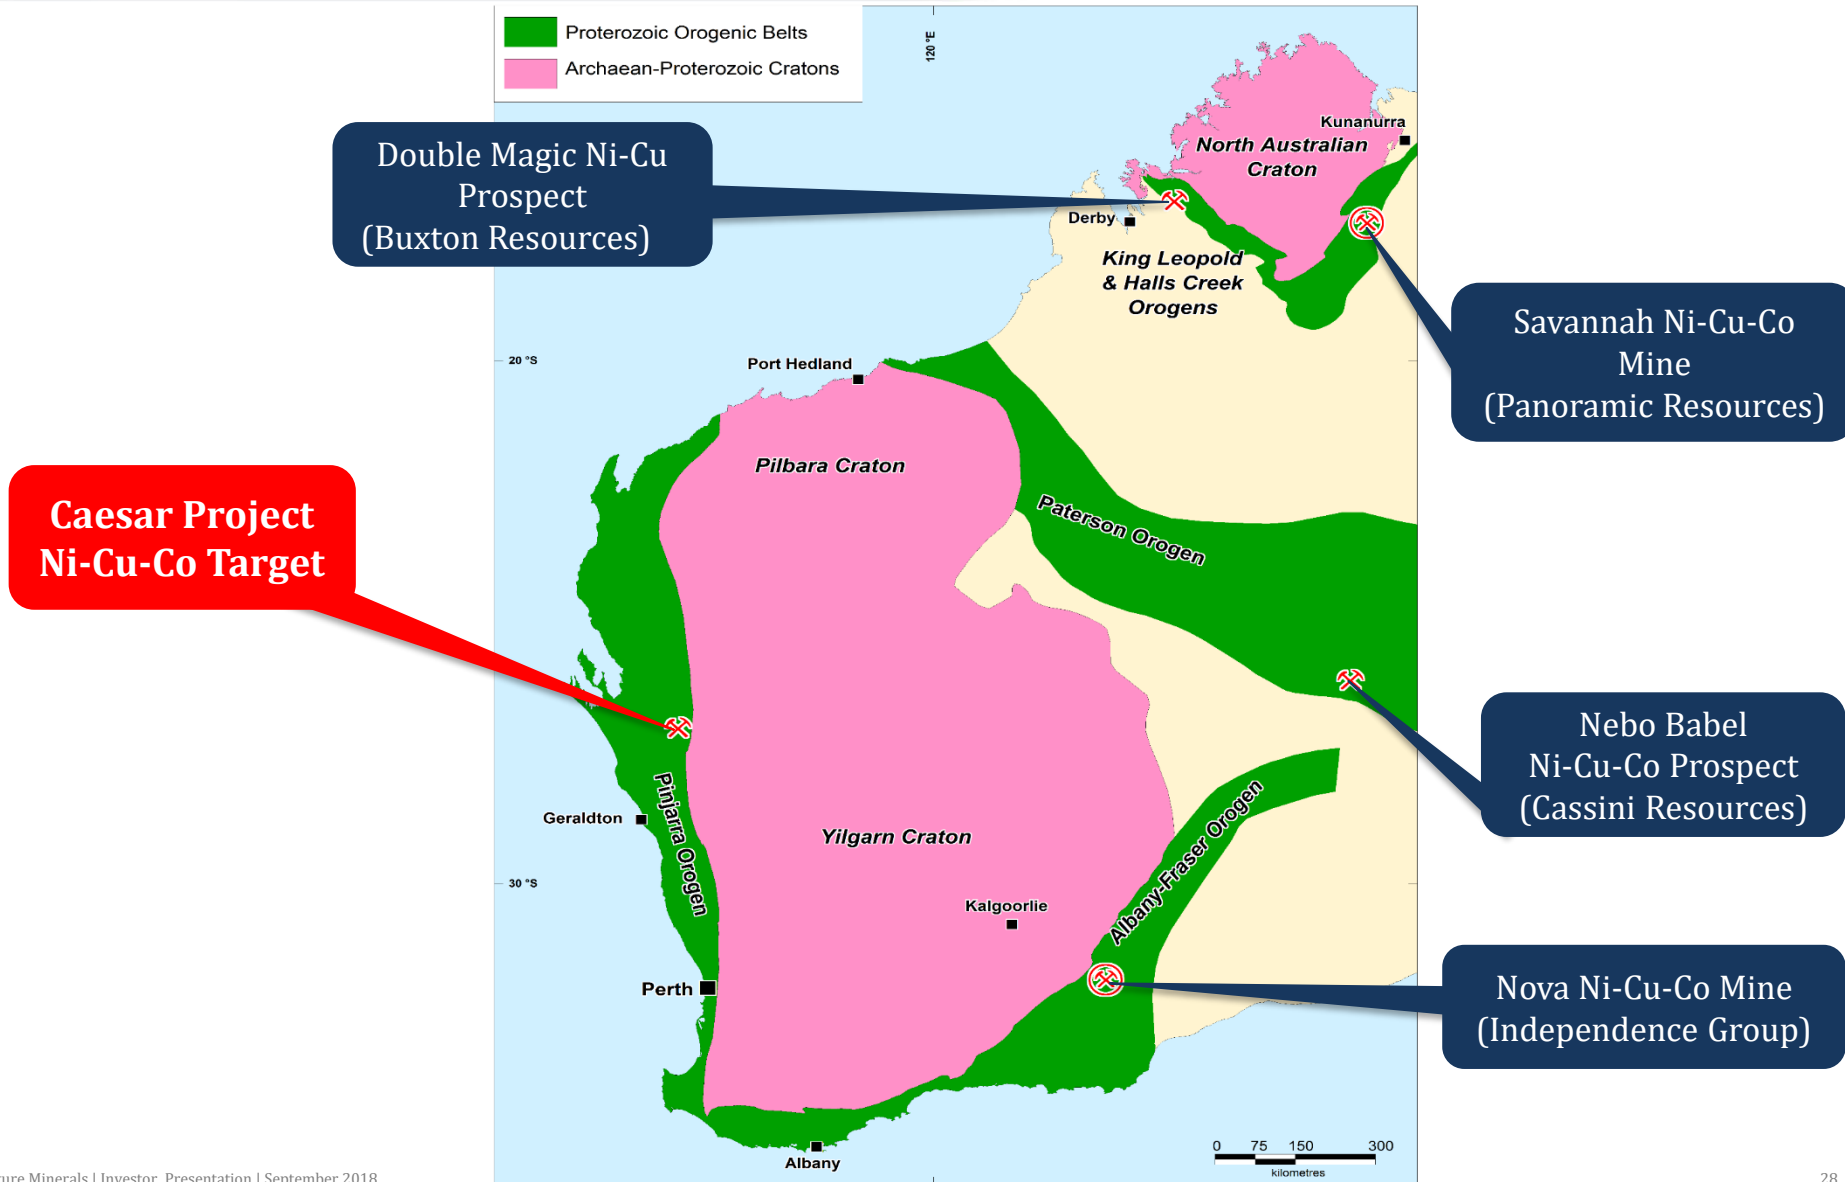 Proterozoic Orogenic Belts
Archaean-Proterozoic Cratons
120 °E
Kununurra
North Australian
Craton
Double Magic Ni-Cu
Prospect
(Buxton Resources)
Derby
King Leopold
& Halls Creek
Orogens
Savannah Ni-Cu-Co
Mine
(Panoramic Resources)
20 °S
Port Hedland
Pilbara Craton
Paterson Orogen
Caesar Project
Ni-Cu-Co Target
Nebo Babel
Ni-Cu-Co Prospect
(Cassini Resources)
Pinjarra Orogen
Geraldton
Yilgarn Craton
Albany-Fraser Orogen
30 °S
Kalgoorlie
Perth
Nova Ni-Cu-Co Mine
(Independence Group)
Albany
0 75 150 300
kilometres
Minerals | Investor Presentation | September 2018
28